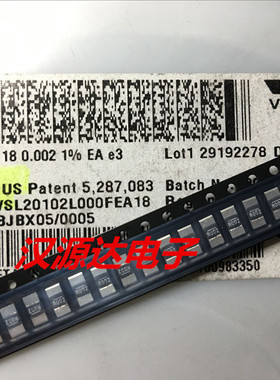 18 0.002 1% EA e3
Lot1 29192278
US Patent 5,287,083
Batch
WSL20102L000FEA18
BJBX05/0005
汉源达电子